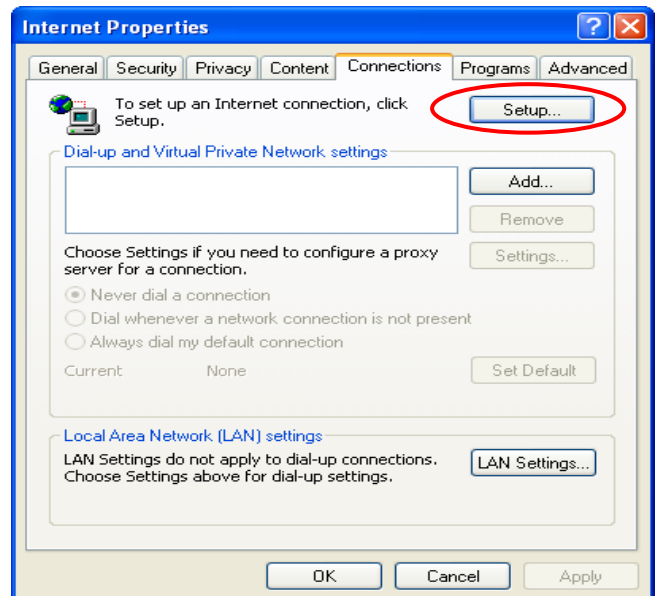 Internet Properties
General Security Privacy Content Connections Programs Advanced
To set up an Internet connection, click
Setup.
Setup...
Dial-up and Virtual Private Network settings
Add...
Remove
Choose Settings if you need to configure a proxy
server for a connection.
Settings...
Never dial a connection
Dial whenever a network connection is not present
Always dial my default connection
Current None Set Default
Local Area Network (LAN) settings
LAN Settings do not apply to dial-up connections.
Choose Settings above for dial-up settings.
LAN Settings...
OK Cancel Apply